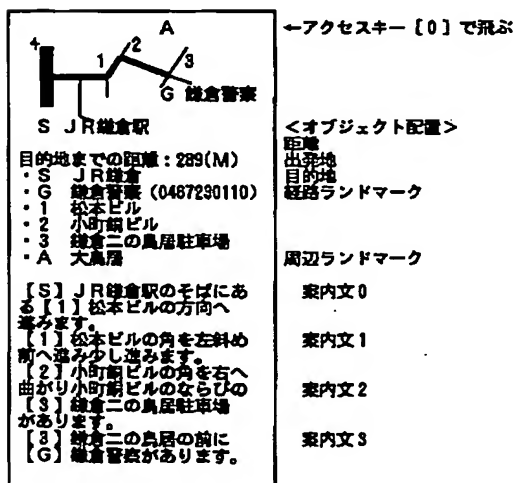 A
←アクセスキー [0] で飛ぶ
4
2
1
3
G 鎌倉警察
S JR鎌倉駅
<オブジェクト配置>
目的地までの距離:289(M)
距離
・S JR鎌倉
出発地
・G 鎌倉警察 (0467230110)
目的地
・1 松本ビル
経路ランドマーク
・2 小町銅ビル
・3 鎌倉二の鳥居駐車場
・A 大鳥居
周辺ランドマーク
【S】JR鎌倉駅のそばにあ
案内文0
る【1】松本ビルの方向へ
進みます。
【1】松本ビルの角を左斜め
案内文1
前へ進み少し進みます。
【2】小町銅ビルの角を右へ
曲がり小町銅ビルのならびの
案内文2
【3】鎌倉二の鳥居駐車場
があります。
【3】鎌倉二の鳥居の前に
案内文3
【G】鎌倉警察があります。